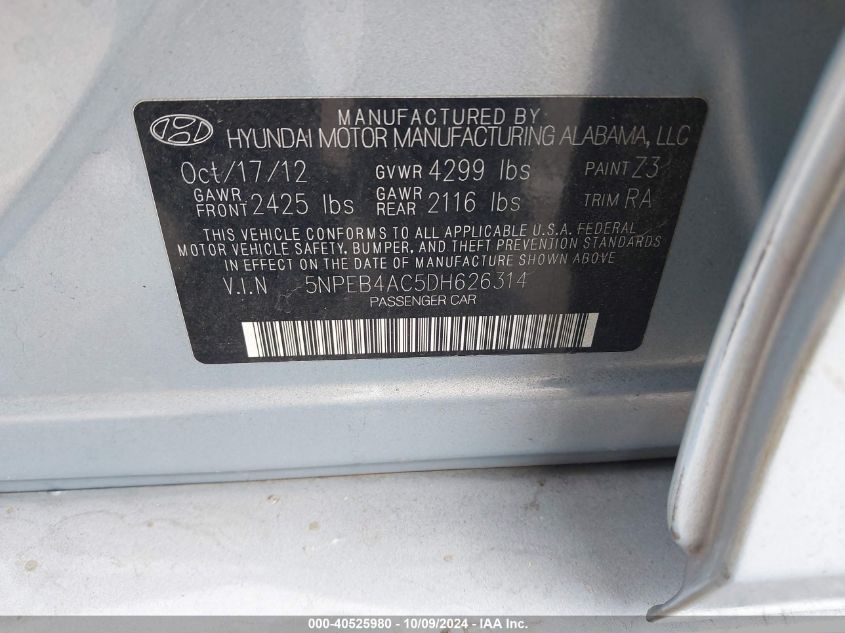 MANUFACTURED BY
HYUNDAI MOTOR MANUFACTURING ALABAMA, LLC
Oct/17/12 GVWR 4299 lbs PAINT Z3
GAWR FRONT 2425 lbs GAWR REAR 2116 lbs TRIM RA
THIS VEHICLE CONFORMS TO ALL APPLICABLE U.S.A. FEDERAL
MOTOR VEHICLE SAFETY, BUMPER, AND THEFT PREVENTION STANDARDS
IN EFFECT ON THE DATE OF MANUFACTURE SHOWN ABOVE
V.I.N 5NPEB4AC5DH626314
PASSENGER CAR
000-40525980 - 10/09/2024 - IAA Inc.